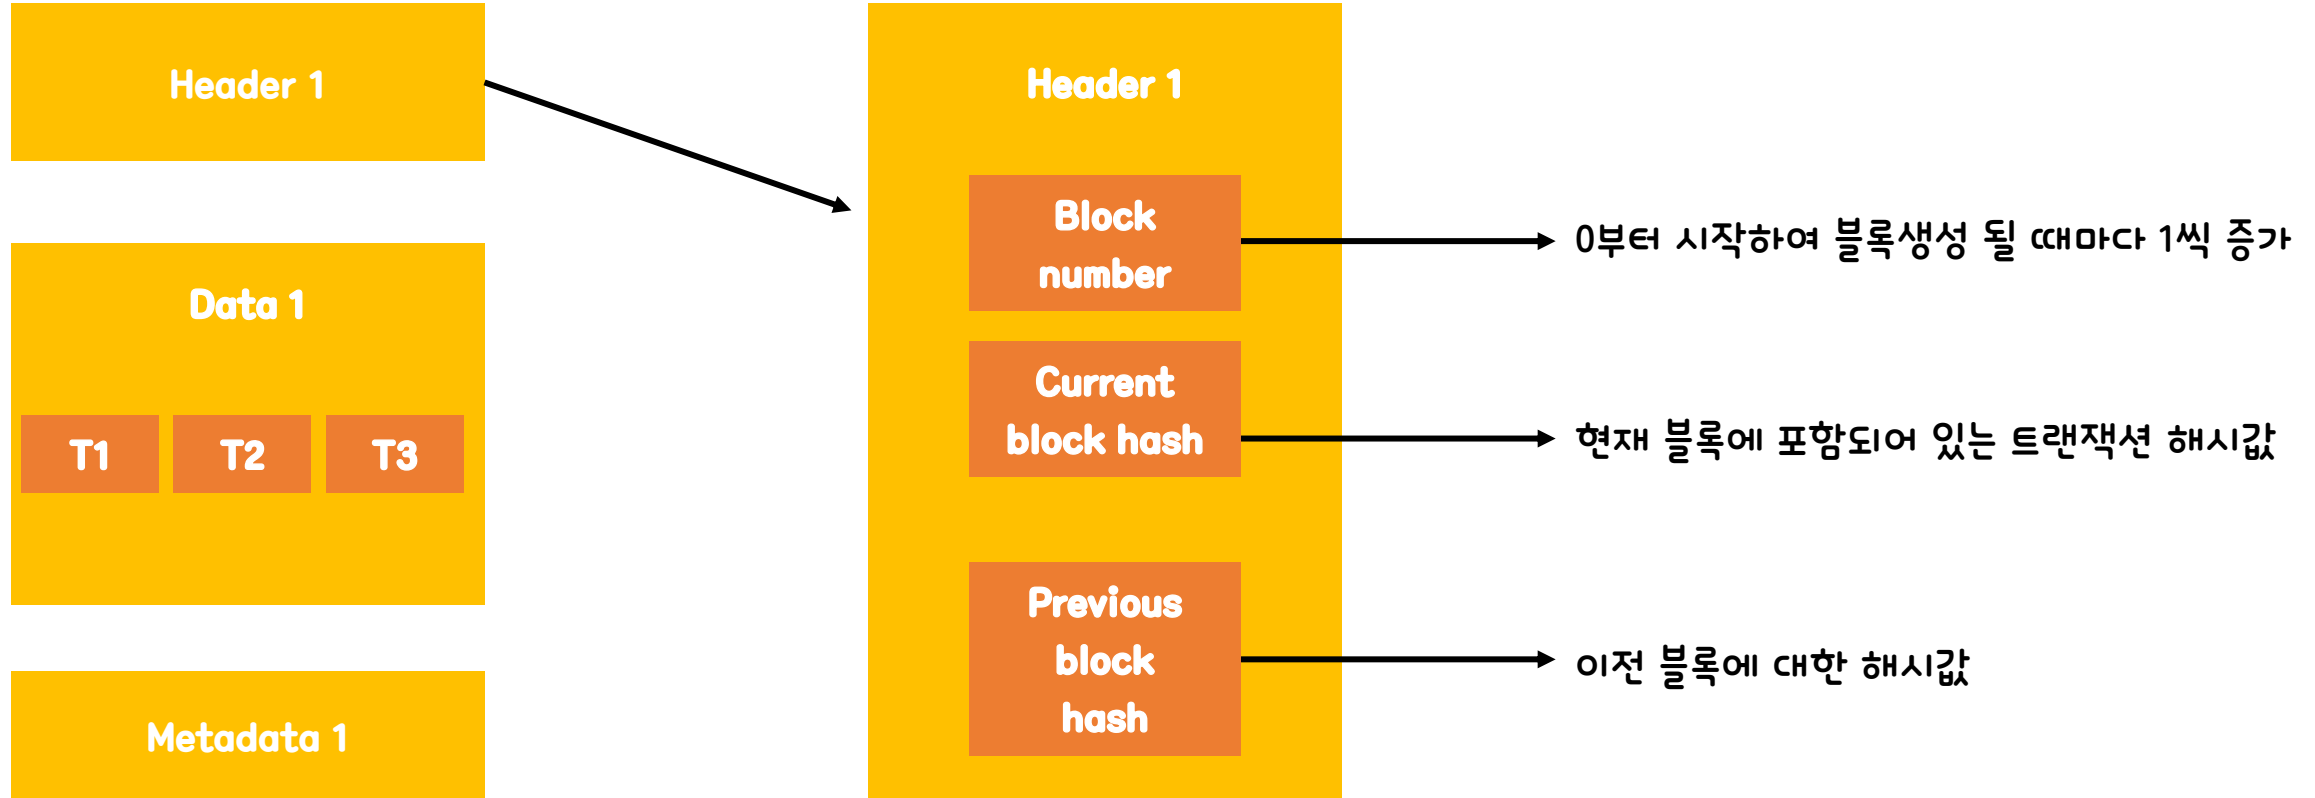 Header 1
Data 1
T1 T2 T3
Metadata 1
Header 1
Block
number
0부터 시작하여 블록생성 될 때마다 1씩 증가
Current
block hash
현재 블록에 포함되어 있는 트랜잭션 해시값
Previous
block
hash
이전 블록에 대한 해시값